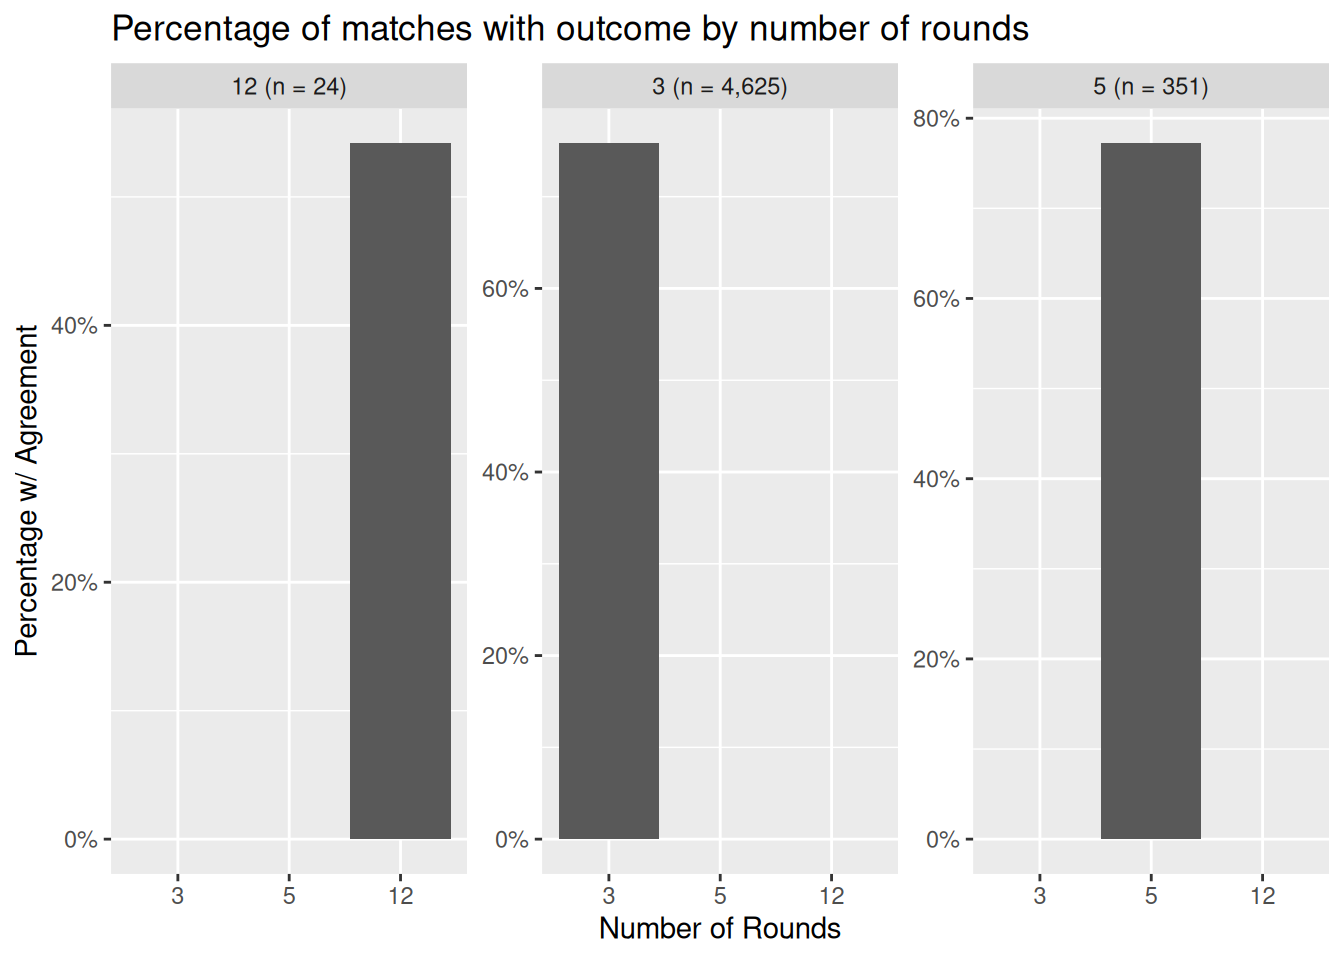 Percentage of matches with outcome by number of rounds
12 (n = 24)
3 (n = 4,625)
5 (n = 351)
Percentage w/ Agreement
40%
20%
0%
60%
40%
20%
0%
80%
60%
40%
20%
0%
3 5 12
3 5 12
3 5 12
Number of Rounds